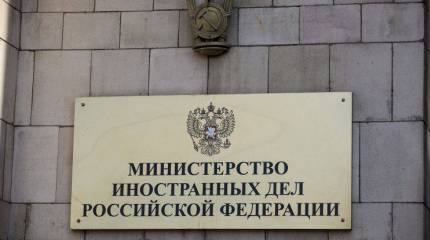 МИНИСТЕРСТВО
ИНОСТРАННЫХ ДЕЛ
РОССИЙСКОЙ ФЕДЕРАЦИИ